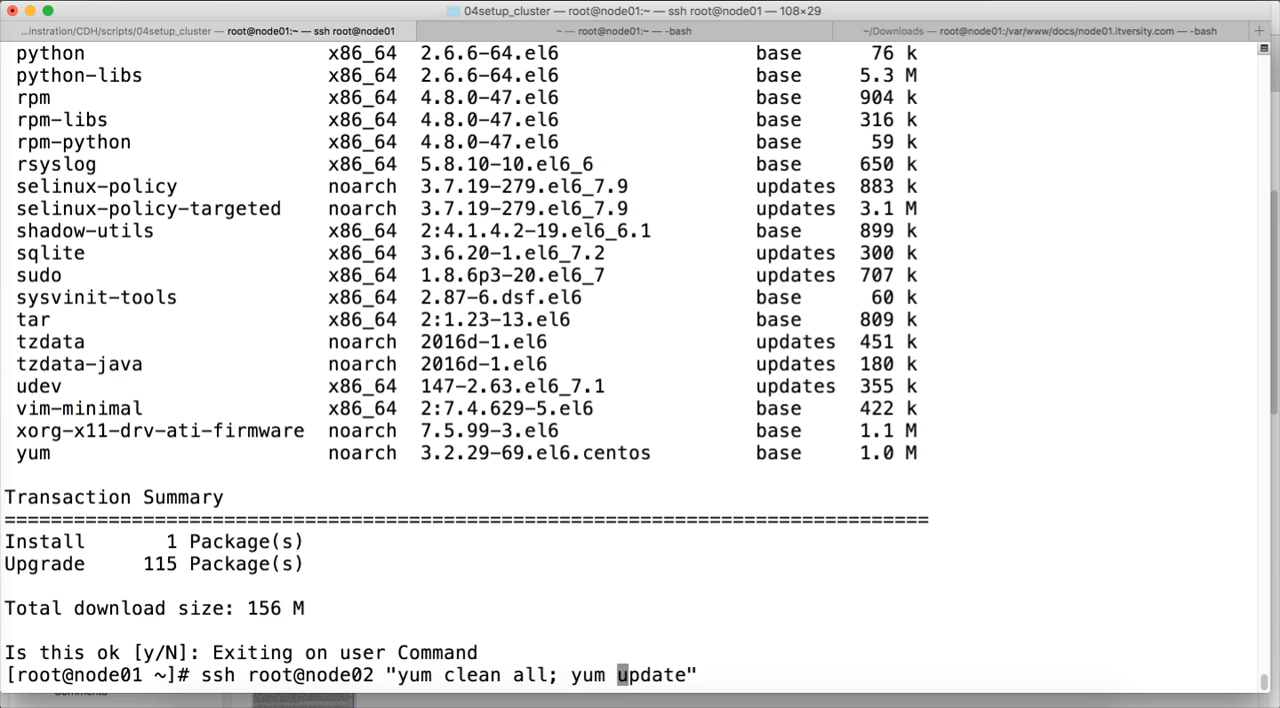 04setup_cluster — root@node01:~ — ssh root@node01 — 108×29
...instration/CDH/scripts/04setup_cluster — root@node01:~ — ssh root@node01
~ — root@node01:~ — -bash
~/Downloads — root@node01:/var/www/docs/node01.itversity.com — -bash
python x86_64 2.6.6-64.el6 base 76 k
python-libs x86_64 2.6.6-64.el6 base 5.3 M
rpm x86_64 4.8.0-47.el6 base 904 k
rpm-libs x86_64 4.8.0-47.el6 base 316 k
rpm-python x86_64 4.8.0-47.el6 base 59 k
rsyslog x86_64 5.8.10-10.el6_6 base 650 k
selinux-policy noarch 3.7.19-279.el6_7.9 updates 883 k
selinux-policy-targeted noarch 3.7.19-279.el6_7.9 updates 3.1 M
shadow-utils x86_64 2:4.1.4.2-19.el6_6.1 base 899 k
sqlite x86_64 3.6.20-1.el6_7.2 updates 300 k
sudo x86_64 1.8.6p3-20.el6_7 updates 707 k
sysvinit-tools x86_64 2.87-6.dsf.el6 base 60 k
tar x86_64 2:1.23-13.el6 base 809 k
tzdata noarch 2016d-1.el6 updates 451 k
tzdata-java noarch 2016d-1.el6 updates 180 k
udev x86_64 147-2.63.el6_7.1 updates 355 k
vim-minimal x86_64 2:7.4.629-5.el6 base 422 k
xorg-x11-drv-ati-firmware noarch 7.5.99-3.el6 base 1.1 M
yum noarch 3.2.29-69.el6.centos base 1.0 M
Transaction Summary
================================================================================
Install 1 Package(s)
Upgrade 115 Package(s)
Total download size: 156 M
Is this ok [y/N]: Exiting on user Command
[root@node01 ~]# ssh root@node02 "yum clean all; yum update"